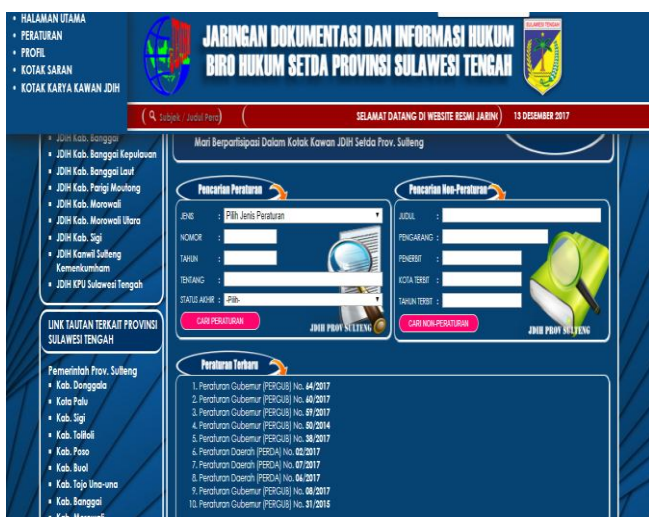 HALAMAN UTAMA
PERATURAN
PROFIL
KOTAK SARAN
KOTAK KARYA KAWAN JDIH
JARINGAN DOKUMENTASI DAN INFORMASI HUKUM
BIRO HUKUM SETDA PROVINSI SULAWESI TENGAH
Subjek / Judul Pera
SELAMAT DATANG DI WEBSITE RESMI JARING
13 DESEMBER 2017
JDIH Kab. Banggai
JDIH Kab. Banggai Kepulauan
JDIH Kab. Banggai Laut
JDIH Kab. Parigi Moutong
JDIH Kab. Morowali
JDIH Kab. Morowali Utara
JDIH Kab. Sigi
JDIH Kanwil Sulteng
Kemenkumham
JDIH KPU Sulawesi Tengah
LINK TAUTAN TERKAIT PROVINSI
SULAWESI TENGAH
Pemerintah Prov. Sulteng
Kab. Donggala
Kota Palu
Kab. Sigi
Kab. Tolitoli
Kab. Poso
Kab. Buol
Kab. Tojo Una-una
Kab. Banggai
Kab. Morowali
Mari Berpartisipasi Dalam Kotak Kawan JDIH Setda Prov. Sulteng
Pencarian Peraturan
JENIS : Pilih Jenis Peraturan
NOMOR :
TAHUN :
TENTANG :
STATUS AKHIR : -Pilih-
CARI PERATURAN
JDIH PROV SULTENG
Pencarian Non-Peraturan
JUDUL :
PENGARANG :
PENERBIT :
KOTA TERBIT :
TAHUN TERBIT :
CARI NON-PERATURAN
JDIH PROV SULTENG
Peraturan Terbaru
1. Peraturan Gubernur (PERGUB) No. 64/2017
2. Peraturan Gubernur (PERGUB) No. 60/2017
3. Peraturan Gubernur (PERGUB) No. 59/2017
4. Peraturan Gubernur (PERGUB) No. 50/2014
5. Peraturan Gubernur (PERGUB) No. 38/2017
6. Peraturan Daerah (PERDA) No. 02/2017
7. Peraturan Daerah (PERDA) No. 07/2017
8. Peraturan Daerah (PERDA) No. 06/2017
9. Peraturan Gubernur (PERGUB) No. 08/2017
10. Peraturan Gubernur (PERGUB) No. 31/2015